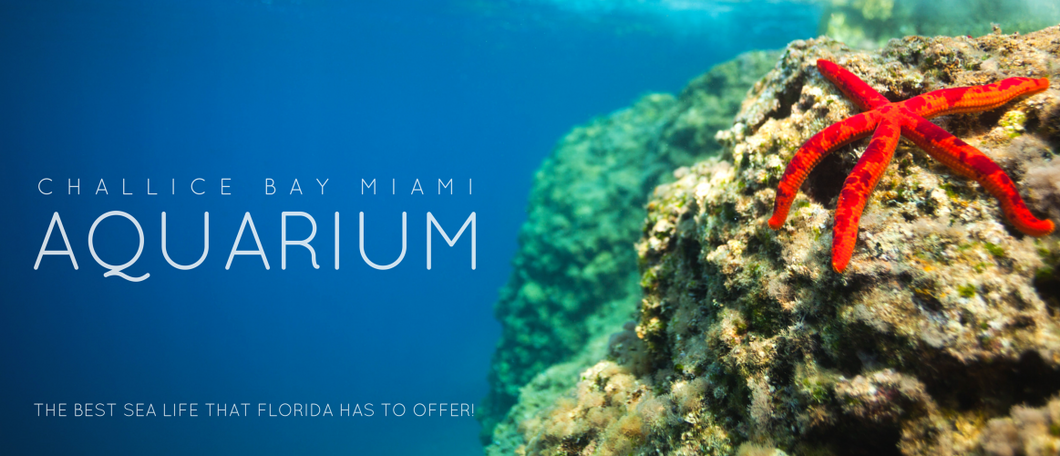 CHALLICE BAY MIAMI
AQUARIUM
THE BEST SEA LIFE THAT FLORIDA HAS TO OFFER!